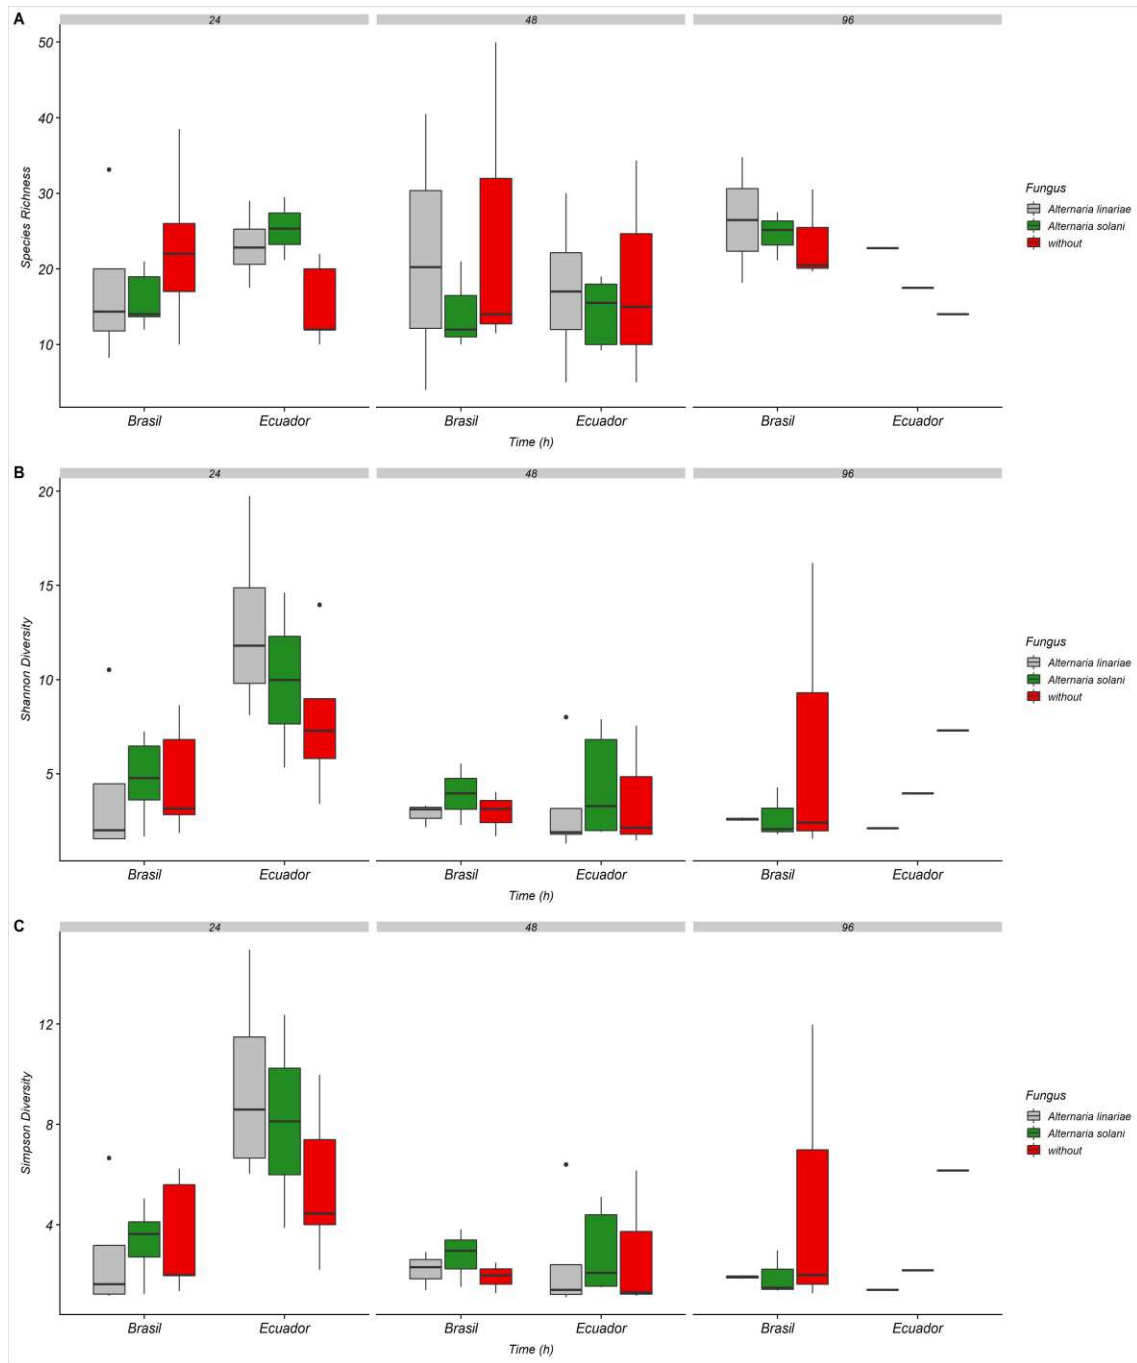 A
24
48
96
50
40
30
20
10
Species Richness
Brasil
Ecuador
Brasil
Ecuador
Brasil
Ecuador
Time (h)
Fungus
Alternaria linariae
Alternaria solani
without
B
24
48
96
20
15
10
5
Shannon Diversity
Brasil
Ecuador
Brasil
Ecuador
Brasil
Ecuador
Time (h)
Fungus
Alternaria linariae
Alternaria solani
without
C
24
48
96
12
8
4
Simpson Diversity
Brasil
Ecuador
Brasil
Ecuador
Brasil
Ecuador
Time (h)
Fungus
Alternaria linariae
Alternaria solani
without